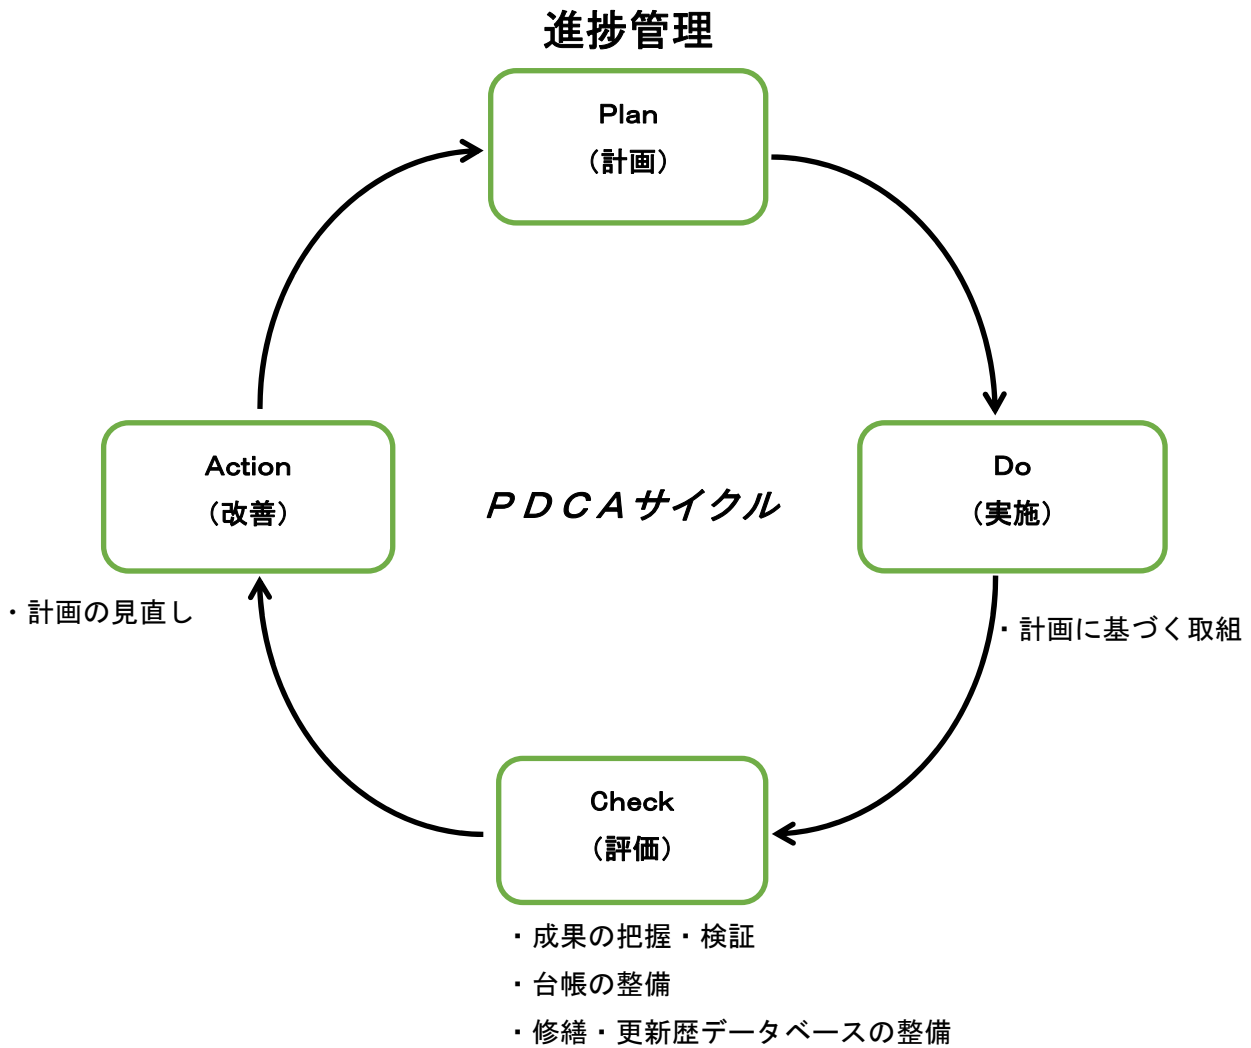 進捗管理
Plan
（計画）
Action
（改善）
ＰＤＣＡサイクル
Do
（実施）
・計画の見直し
・計画に基づく取組
Check
（評価）
・成果の把握・検証
・台帳の整備
・修繕・更新歴データベースの整備